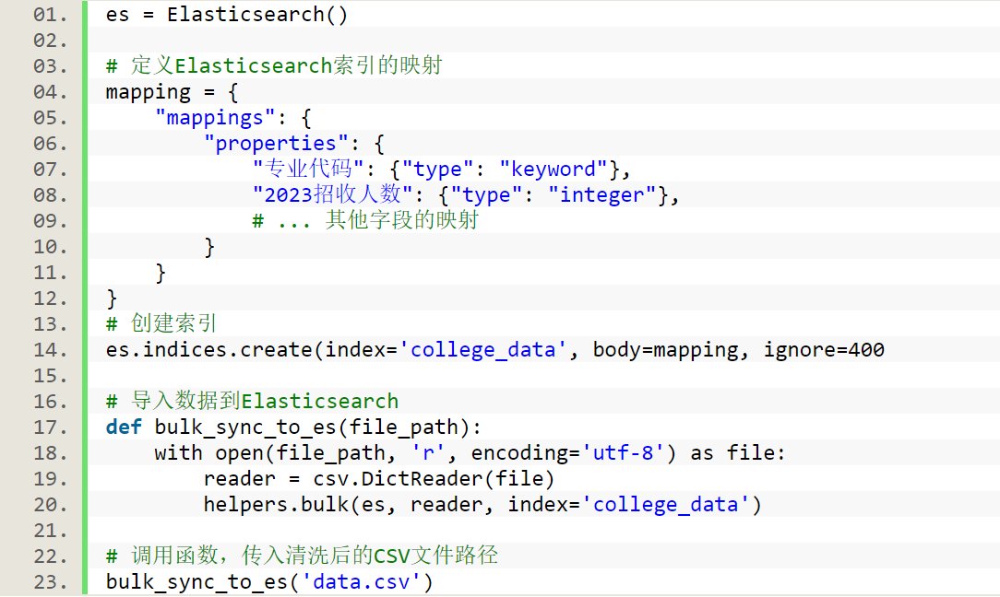 01. es = Elasticsearch()
02.
03. # 定义Elasticsearch索引的映射
04. mapping = {
05.     "mappings": {
06.         "properties": {
07.             "专业代码": {"type": "keyword"},
08.             "2023招收人数": {"type": "integer"},
09.             # ... 其他字段的映射
10.         }
11.     }
12. }
13. # 创建索引
14. es.indices.create(index='college_data', body=mapping, ignore=400
15.
16. # 导入数据到Elasticsearch
17. def bulk_sync_to_es(file_path):
18.     with open(file_path, 'r', encoding='utf-8') as file:
19.         reader = csv.DictReader(file)
20.         helpers.bulk(es, reader, index='college_data')
21.
22. # 调用函数，传入清洗后的CSV文件路径
23. bulk_sync_to_es('data.csv')